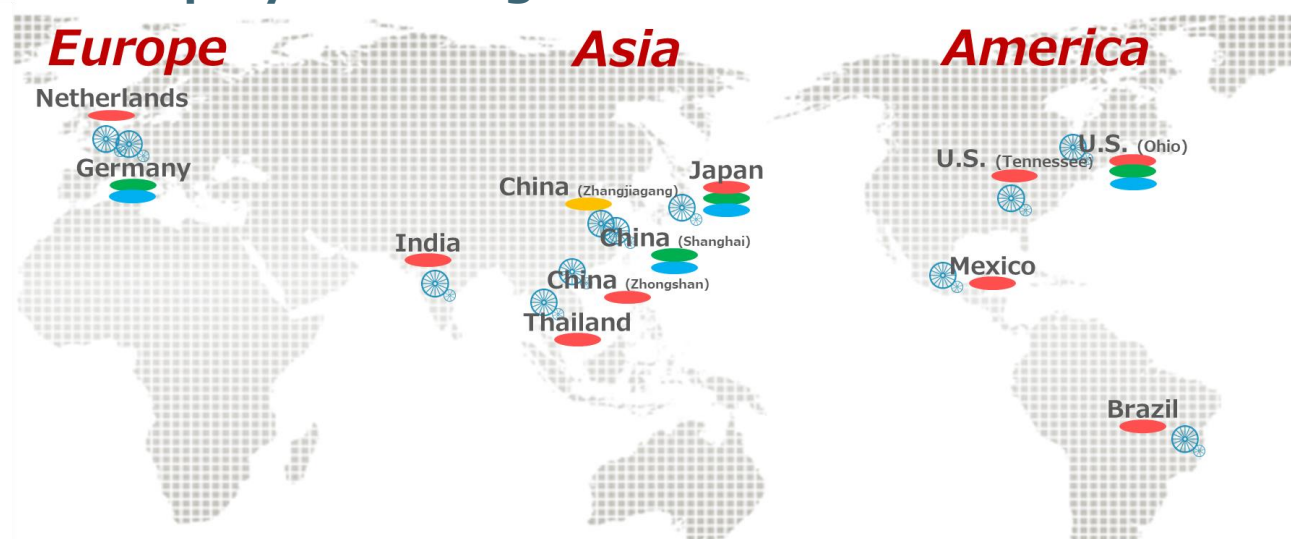 Europe
Asia
America
Netherlands
Germany
Japan
China (Zhangjiagang)
China (Shanghai)
India
China (Zhongshan)
Thailand
U.S. (Ohio)
U.S. (Tennessee)
Mexico
Brazil